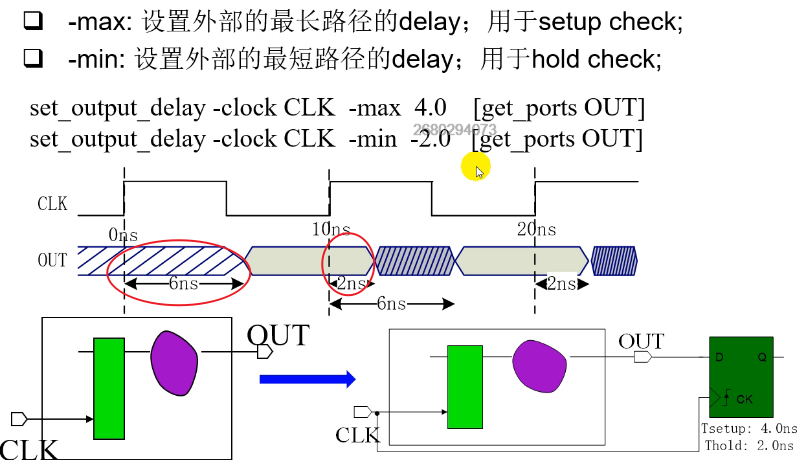 -max: 设置外部的最长路径的delay；用于setup check;
-min: 设置外部的最短路径的delay；用于hold check;
set_output_delay -clock CLK -max 4.0 [get_ports OUT]
2680294073
set_output_delay -clock CLK -min -2.0 [get_ports OUT]
CLK
0ns 10ns 20ns
OUT
6ns 2ns 2ns
6ns
OUT
CLK
OUT
CLK
D Q
CK
Tsetup: 4.0ns
Thold: 2.0ns